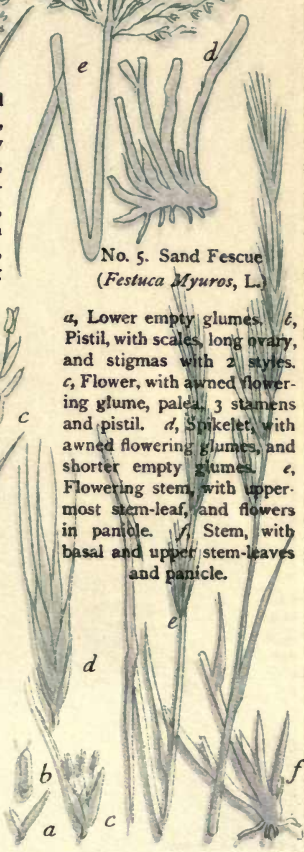 e
d
No. 5. Sand Fescue
(Festuca Myuros, L.)
a, Lower empty glumes. b,
Pistil, with scales, long ovary,
and stigmas with 2 styles.
c, Flower, with awned flower-
ing glume, palea, 3 stamens
and pistil. d, Spikelet, with
awned flowering glumes, and
shorter empty glumes. e,
Flowering stem, with upper-
most stem-leaf, and flowers
in panicle. f, Stem, with
basal and upper stem-leaves
and panicle.
c
e
d
b
a
c
f